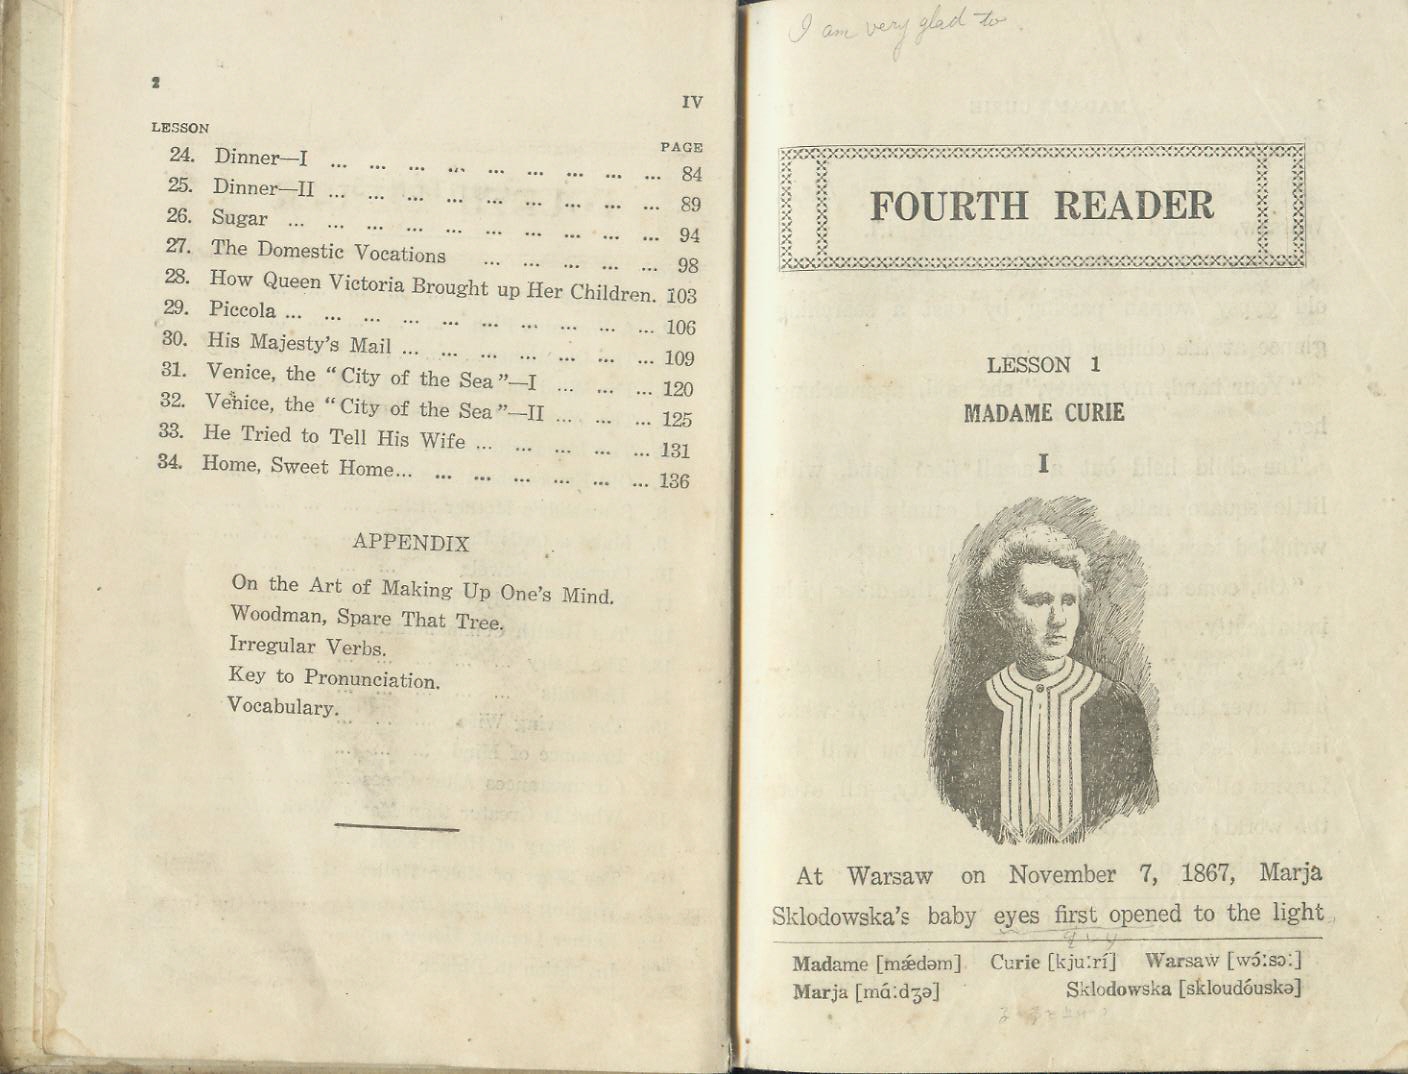 2
IV
LESSON
PAGE
24. Dinner—I ... ... ... ... ... ... ... ... ... 84
25. Dinner—II ... ... ... ... ... ... ... ... ... 89
26. Sugar ... ... ... ... ... ... ... ... ... ... 94
27. The Domestic Vocations ... ... ... ... ... 98
28. How Queen Victoria Brought up Her Children. 103
29. Piccola ... ... ... ... ... ... ... ... ... ... 106
30. His Majesty's Mail ... ... ... ... ... ... ... 109
31. Venice, the "City of the Sea"—I ... ... ... 120
32. Venice, the "City of the Sea"—II ... ... ... 125
33. He Tried to Tell His Wife ... ... ... ... ... 131
34. Home, Sweet Home... ... ... ... ... ... ... 136
APPENDIX
On the Art of Making Up One's Mind.
Woodman, Spare That Tree.
Irregular Verbs.
Key to Pronunciation.
Vocabulary.
I am very glad to
FOURTH READER
LESSON 1
MADAME CURIE
I
At Warsaw on November 7, 1867, Marja
Sklodowska's baby eyes first opened to the light
Madame [mǽdəm] Curie [kju:rí] Warsaw [wɔ́:sɔ:]
Marja [mɑ́:dʒə] Sklodowska [skloudóuskə]